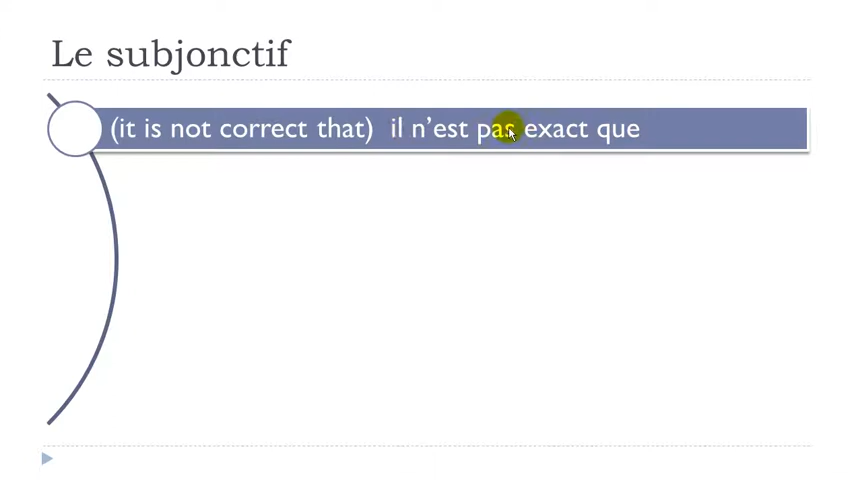 Le subjonctif
(it is not correct that)  il n’est pas exact que